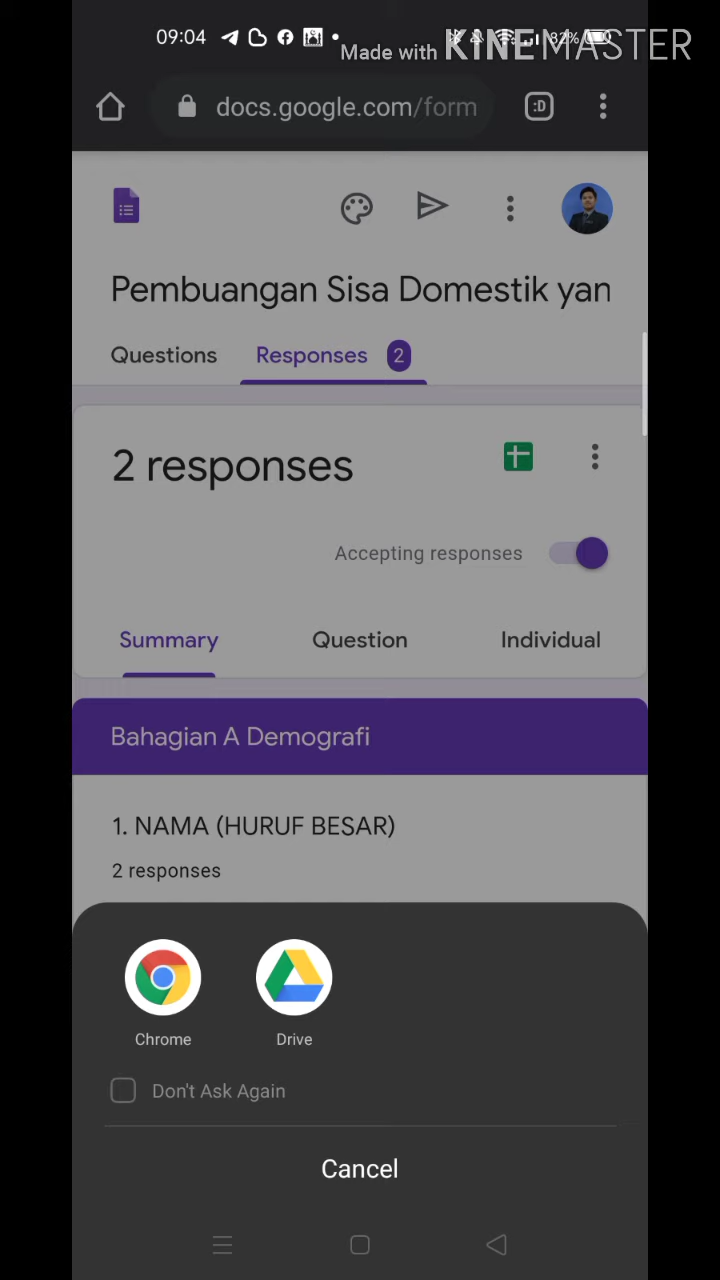 09:04
82%
Made with KINEMASTER
:D
docs.google.com/form
Pembuangan Sisa Domestik yan
Questions Responses 2
2 responses
Accepting responses
Summary Question Individual
Bahagian A Demografi
1. NAMA (HURUF BESAR)
2 responses
Chrome Drive
Don't Ask Again
Cancel